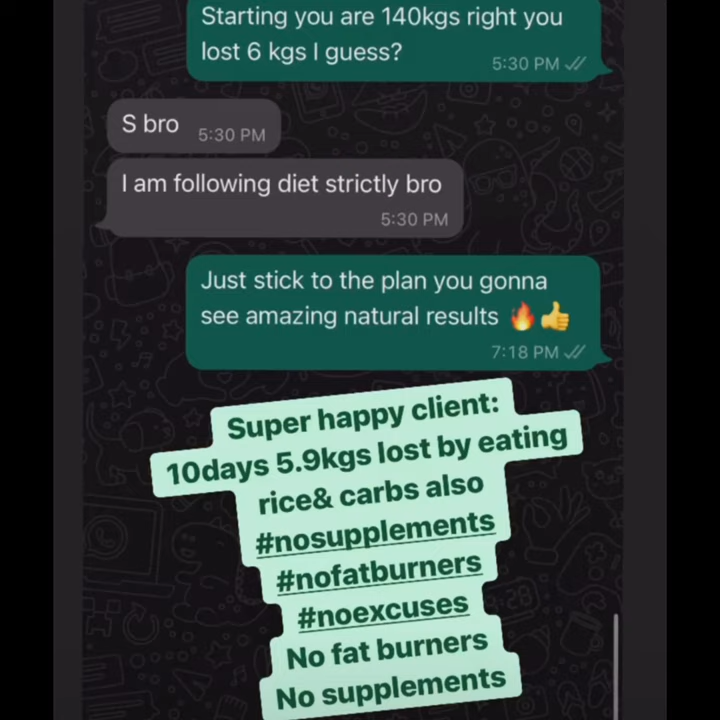 Starting you are 140kgs right you
lost 6 kgs I guess?
5:30 PM
S bro 5:30 PM
I am following diet strictly bro
5:30 PM
Just stick to the plan you gonna
see amazing natural results 🔥👍
7:18 PM
Super happy client:
10days 5.9kgs lost by eating
rice& carbs also
#nosupplements
#nofatburners
#noexcuses
No fat burners
No supplements